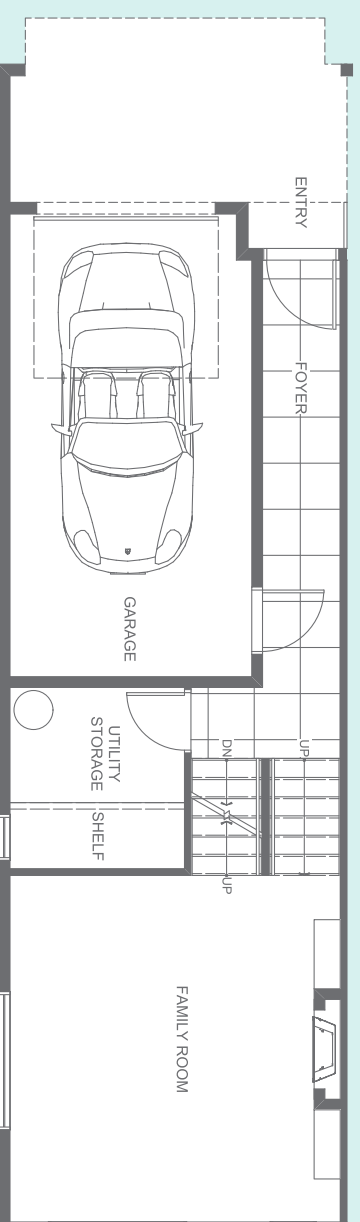 ENTRY
FOYER
GARAGE
UTILITY
STORAGE
SHELF
DN
UP
UP
FAMILY ROOM